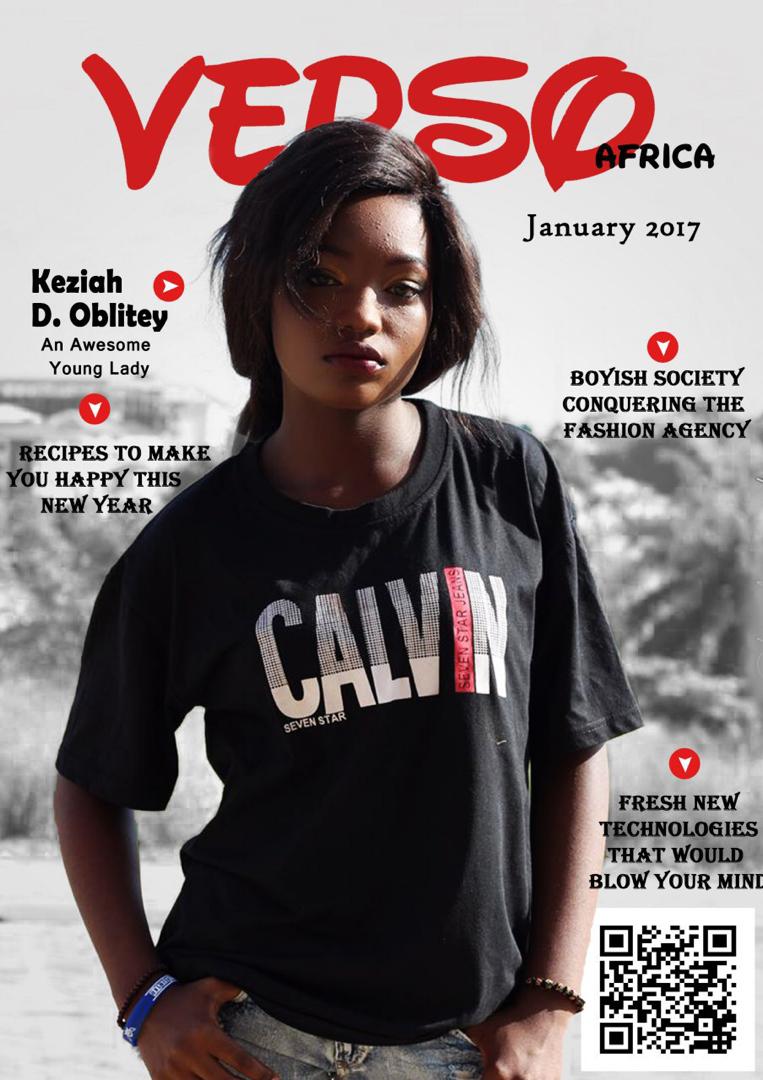 VERSO
AFRICA
January 2017
Keziah
D. Oblitey
An Awesome
Young Lady
RECIPES TO MAKE
YOU HAPPY THIS
NEW YEAR
BOYISH SOCIETY
CONQUERING THE
FASHION AGENCY
CALVIN
SEVEN STAR JEANS
SEVEN STAR
FRESH NEW
TECHNOLOGIES
THAT WOULD
BLOW YOUR MIND